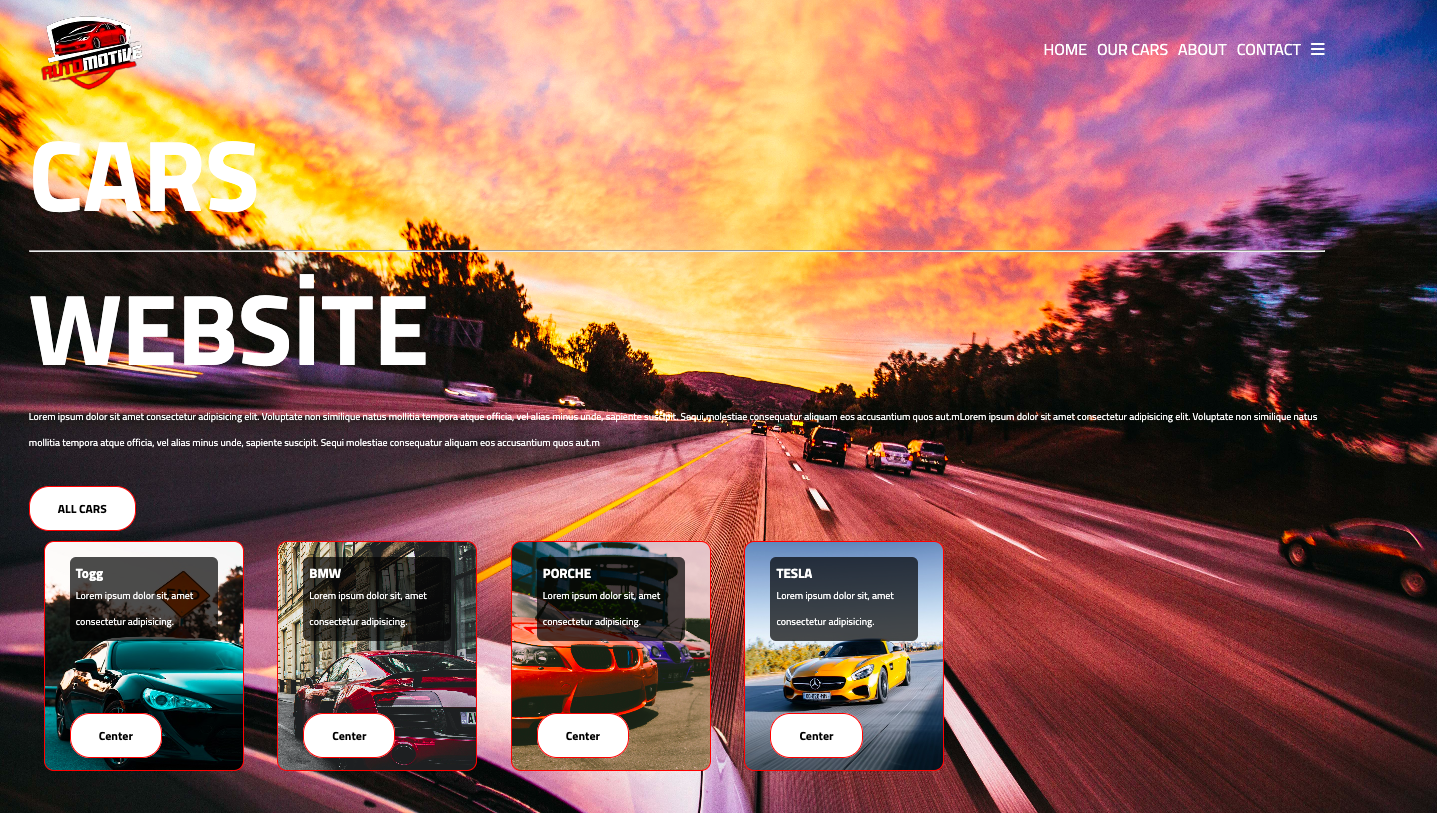 AUTOMOTIVE
HOME OUR CARS ABOUT CONTACT
CARS
WEBSİTE
Lorem ipsum dolor sit amet consectetur adipisicing elit. Voluptate non similique natus mollitia tempora atque officia, vel alias minus unde, sapiente suscipit. Sequi molestiae consequatur aliquam eos accusantium quos aut.mLorem ipsum dolor sit amet consectetur adipisicing elit. Voluptate non similique natus
mollitia tempora atque officia, vel alias minus unde, sapiente suscipit. Sequi molestiae consequatur aliquam eos accusantium quos aut.m
ALL CARS
Togg
Lorem ipsum dolor sit, amet
consectetur adipisicing.
Center
BMW
Lorem ipsum dolor sit, amet
consectetur adipisicing.
Center
PORCHE
Lorem ipsum dolor sit, amet
consectetur adipisicing.
Center
TESLA
Lorem ipsum dolor sit, amet
consectetur adipisicing.
Center